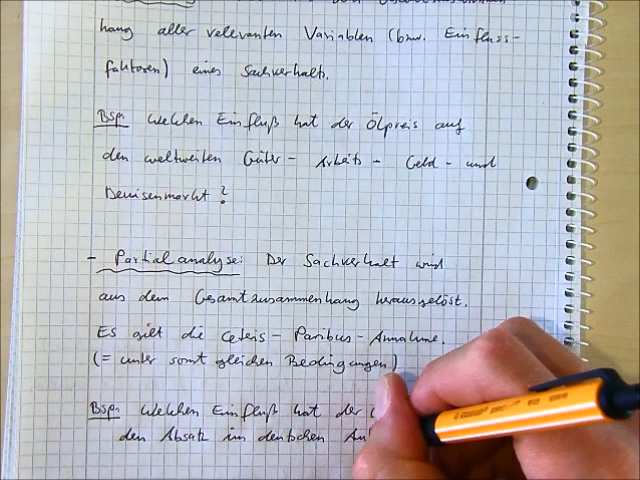 hang aller relevanten Variablen (bzw. Einfluss-
faktoren) eines Sachverhalts.
Bsp: Welchen Einfluß hat der Ölpreis auf
den weltweiten Güter- Arbeits- Geld- und
Devisenmarkt?
- Partialanalyse: Der Sachverhalt wird
aus dem Gesamtzusammenhang herausgelöst.
Es gilt die Ceteris-Paribus-Annahme.
(= unter sonst gleichen Bedingungen)
Bsp: Welchen Einfluß hat der
den Absatz im deutschen